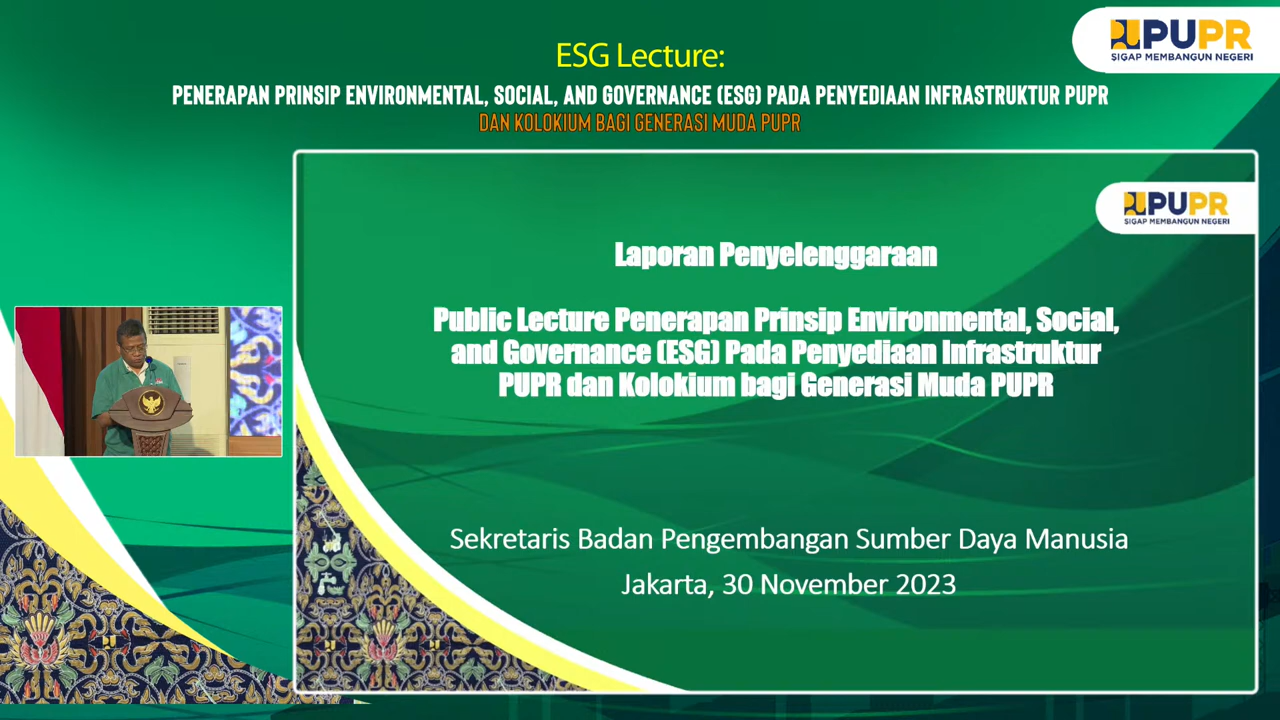 ESG Lecture:
PENERAPAN PRINSIP ENVIRONMENTAL, SOCIAL, AND GOVERNANCE (ESG) PADA PENYEDIAAN INFRASTRUKTUR PUPR
DAN KOLOKIUM BAGI GENERASI MUDA PUPR
PUPR
SIGAP MEMBANGUN NEGERI
PUPR
SIGAP MEMBANGUN NEGERI
Laporan Penyelenggaraan
Public Lecture Penerapan Prinsip Environmental, Social,
and Governance (ESG) Pada Penyediaan Infrastruktur
PUPR dan Kolokium bagi Generasi Muda PUPR
Sekretaris Badan Pengembangan Sumber Daya Manusia
Jakarta, 30 November 2023